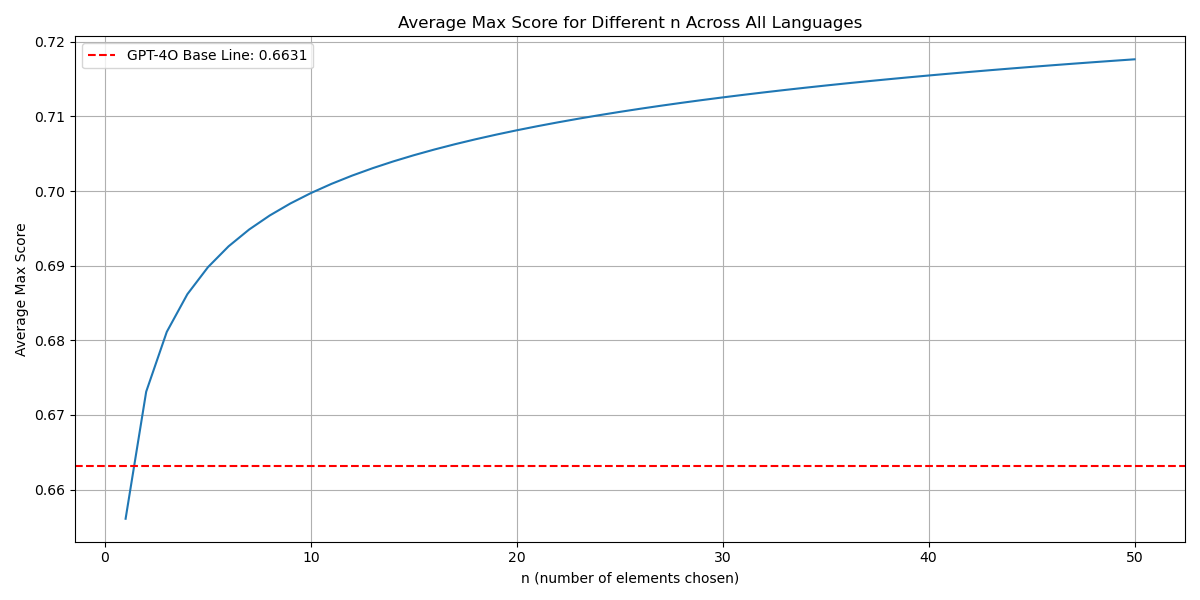 Average Max Score for Different n Across All Languages
GPT-4O Base Line: 0.6631
Average Max Score
0.72
0.71
0.70
0.69
0.68
0.67
0.66
0 10 20 30 40 50
n (number of elements chosen)